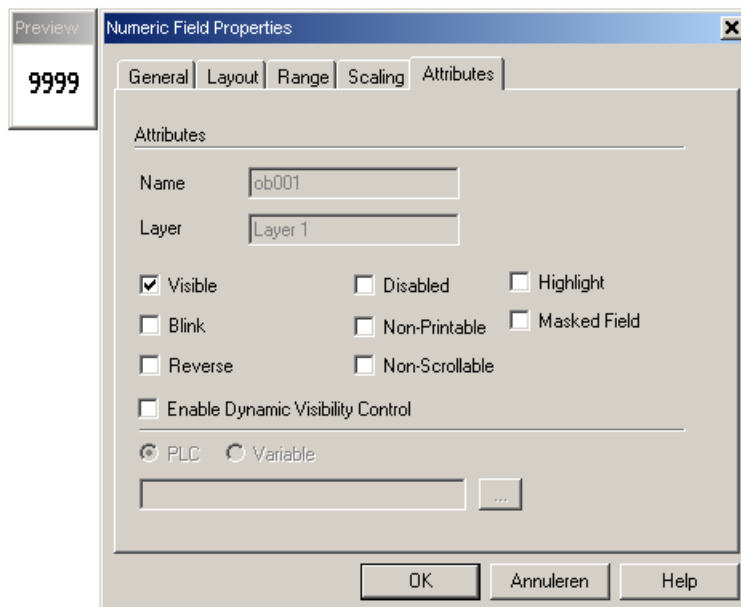 Preview
9999
Numeric Field Properties
General Layout Range Scaling Attributes
Attributes
Name ob001
Layer Layer 1
Visible Disabled Highlight
Blink Non-Printable Masked Field
Reverse Non-Scrollable
Enable Dynamic Visibility Control
PLC Variable
...
OK Annuleren Help